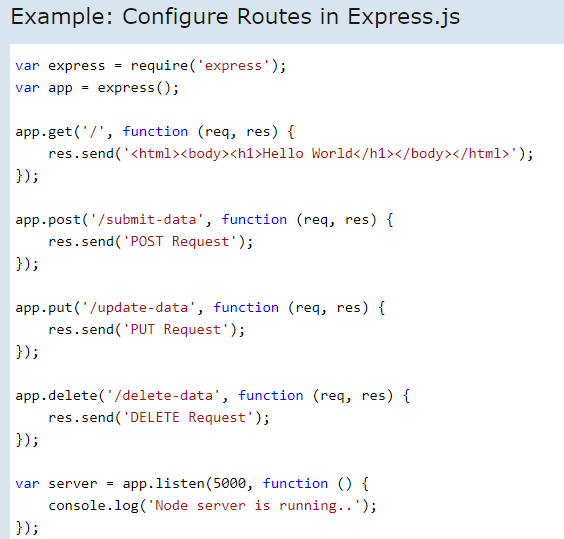 Example: Configure Routes in Express.js
var express = require('express');
var app = express();
app.get('/', function (req, res) {
    res.send('<html><body><h1>Hello World</h1></body></html>');
});
app.post('/submit-data', function (req, res) {
    res.send('POST Request');
});
app.put('/update-data', function (req, res) {
    res.send('PUT Request');
});
app.delete('/delete-data', function (req, res) {
    res.send('DELETE Request');
});
var server = app.listen(5000, function () {
    console.log('Node server is running..');
});